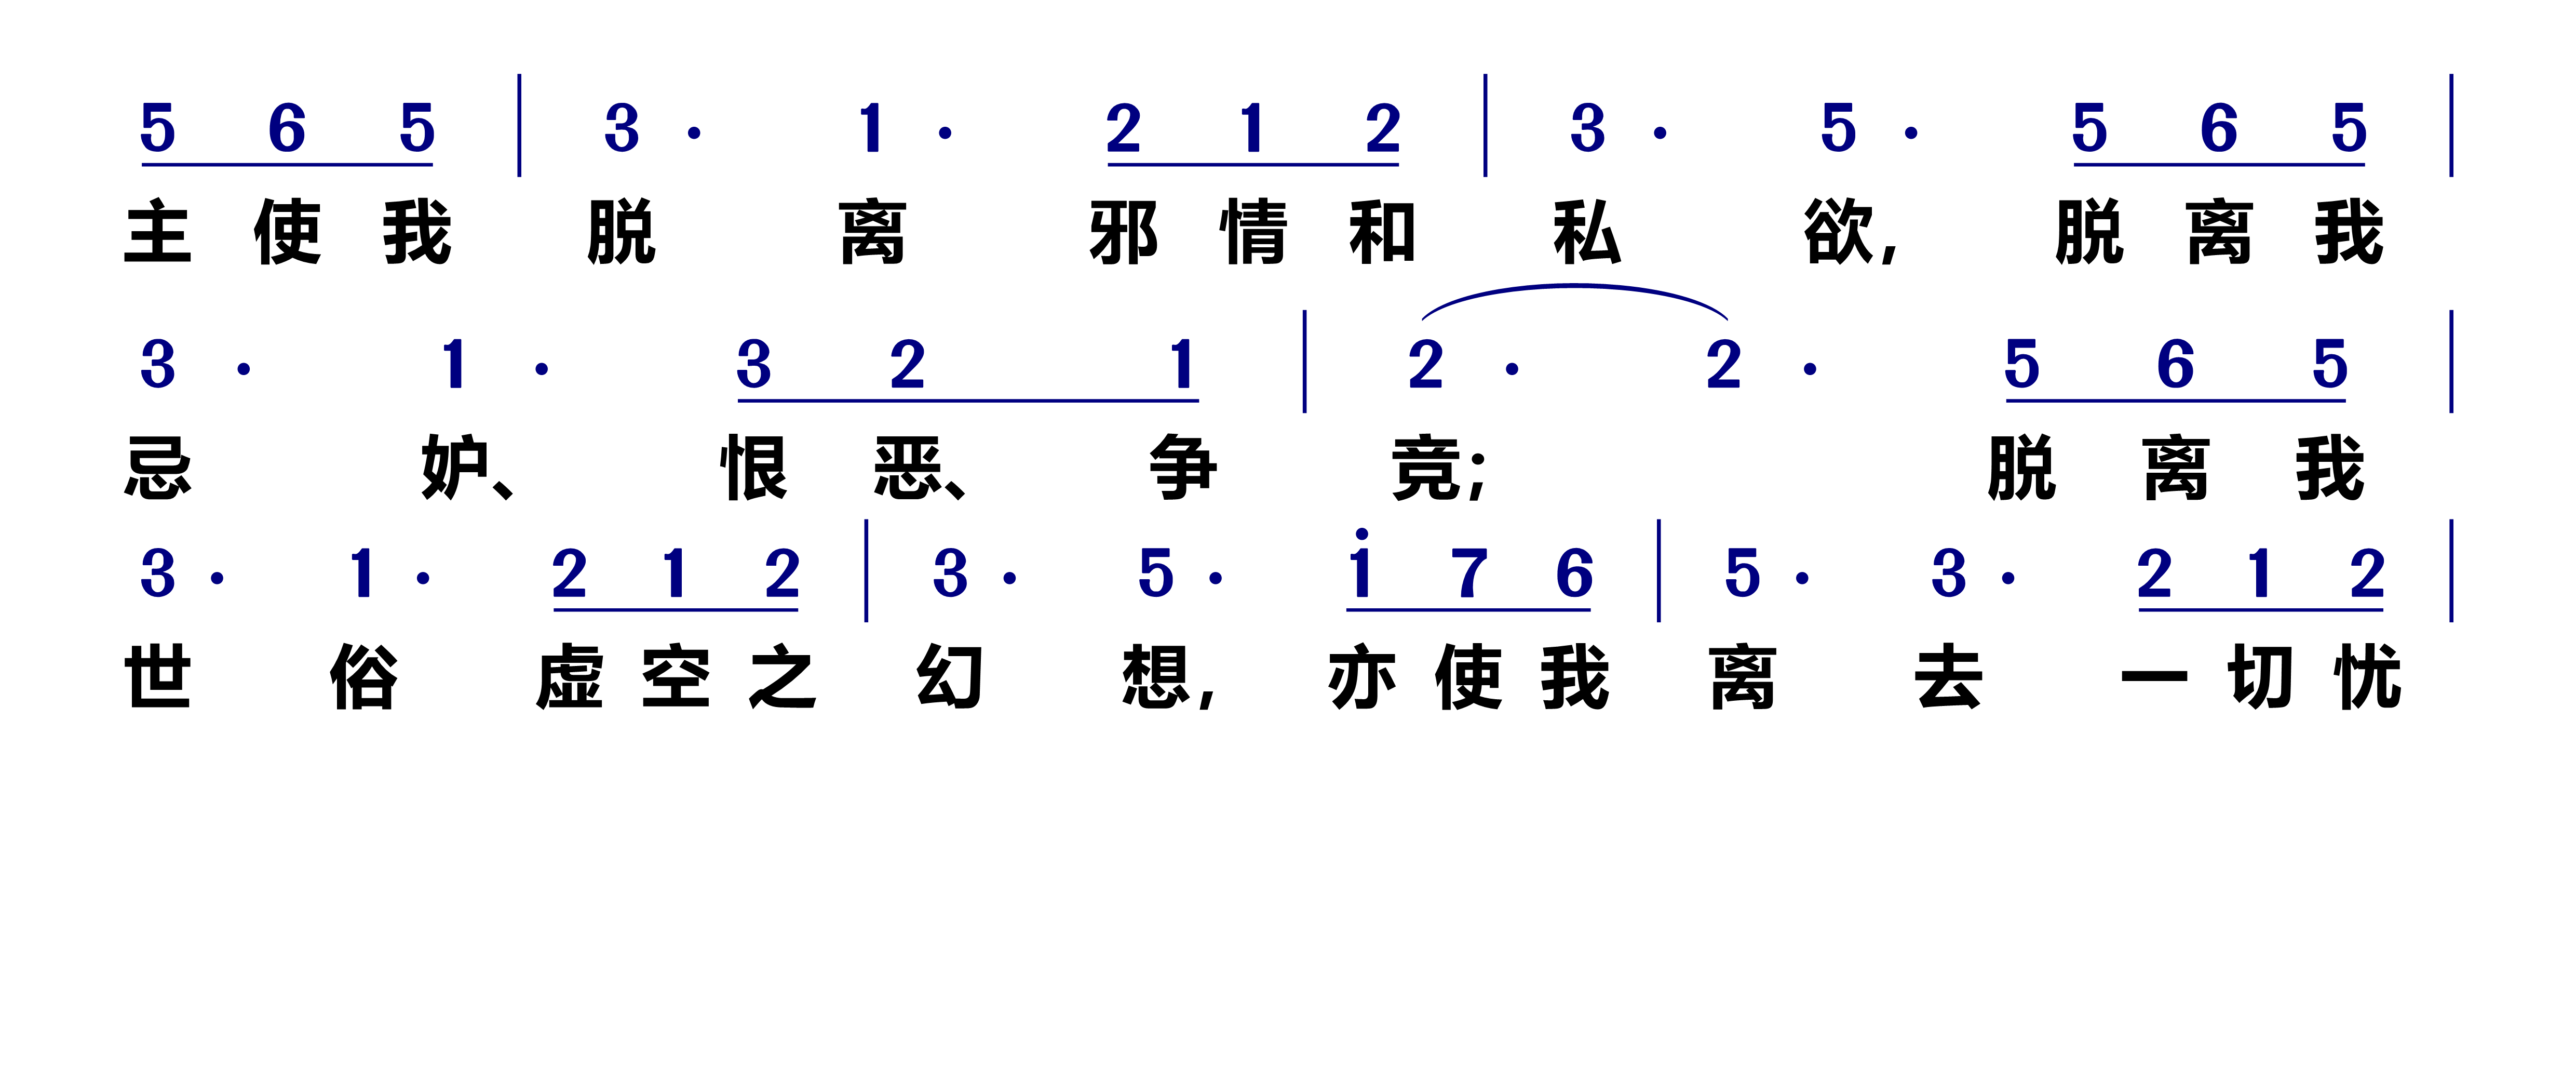 5 6 5 | 3 · 1 · 2 1 2 | 3 · 5 · 5 6 5 |
主 使 我 脱 离 邪 情 和 私 欲, 脱 离 我
3 · 1 · 3 2 1 | 2 · 2 · 5 6 5 |
忌 妒、 恨 恶、 争 竞; 脱 离 我
3 · 1 · 2 1 2 | 3 · 5 · 1̇ 7 6 | 5 · 3 · 2 1 2 |
世 俗 虚 空 之 幻 想, 亦 使 我 离 去 一 切 忧